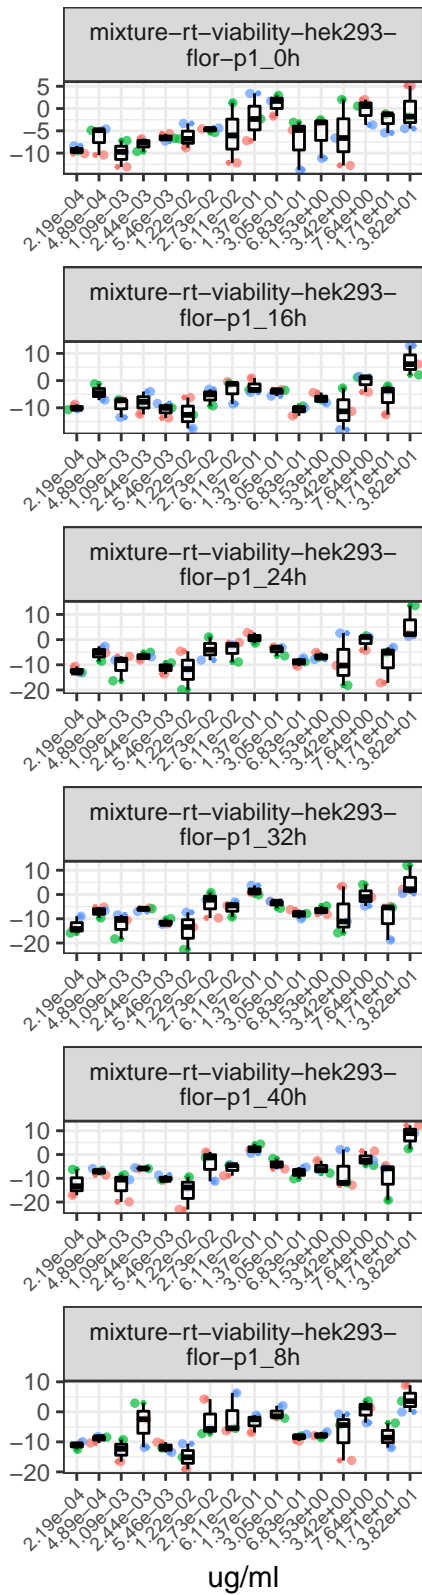 mixture−rt−viability−hek293−
flor−p1_0h
5
0
−5
−10
2.19e−04
4.89e−04
1.09e−03
2.44e−03
5.46e−03
1.22e−02
2.73e−02
6.11e−02
1.37e−01
3.05e−01
6.83e−01
1.53e+00
3.42e+00
7.64e+00
1.71e+01
3.82e+01
mixture−rt−viability−hek293−
flor−p1_16h
10
0
−10
2.19e−04
4.89e−04
1.09e−03
2.44e−03
5.46e−03
1.22e−02
2.73e−02
6.11e−02
1.37e−01
3.05e−01
6.83e−01
1.53e+00
3.42e+00
7.64e+00
1.71e+01
3.82e+01
mixture−rt−viability−hek293−
flor−p1_24h
10
0
−10
−20
2.19e−04
4.89e−04
1.09e−03
2.44e−03
5.46e−03
1.22e−02
2.73e−02
6.11e−02
1.37e−01
3.05e−01
6.83e−01
1.53e+00
3.42e+00
7.64e+00
1.71e+01
3.82e+01
mixture−rt−viability−hek293−
flor−p1_32h
10
0
−10
−20
2.19e−04
4.89e−04
1.09e−03
2.44e−03
5.46e−03
1.22e−02
2.73e−02
6.11e−02
1.37e−01
3.05e−01
6.83e−01
1.53e+00
3.42e+00
7.64e+00
1.71e+01
3.82e+01
mixture−rt−viability−hek293−
flor−p1_40h
10
0
−10
−20
2.19e−04
4.89e−04
1.09e−03
2.44e−03
5.46e−03
1.22e−02
2.73e−02
6.11e−02
1.37e−01
3.05e−01
6.83e−01
1.53e+00
3.42e+00
7.64e+00
1.71e+01
3.82e+01
mixture−rt−viability−hek293−
flor−p1_8h
10
0
−10
−20
2.19e−04
4.89e−04
1.09e−03
2.44e−03
5.46e−03
1.22e−02
2.73e−02
6.11e−02
1.37e−01
3.05e−01
6.83e−01
1.53e+00
3.42e+00
7.64e+00
1.71e+01
3.82e+01
ug/ml